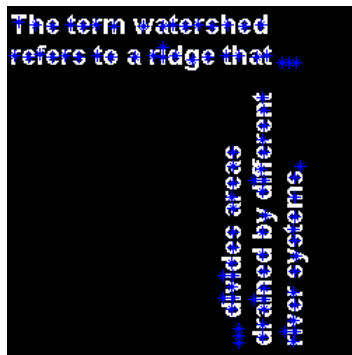 The term watershed
refers to a ridge that ...
... divides areas
drained by different
river systems.